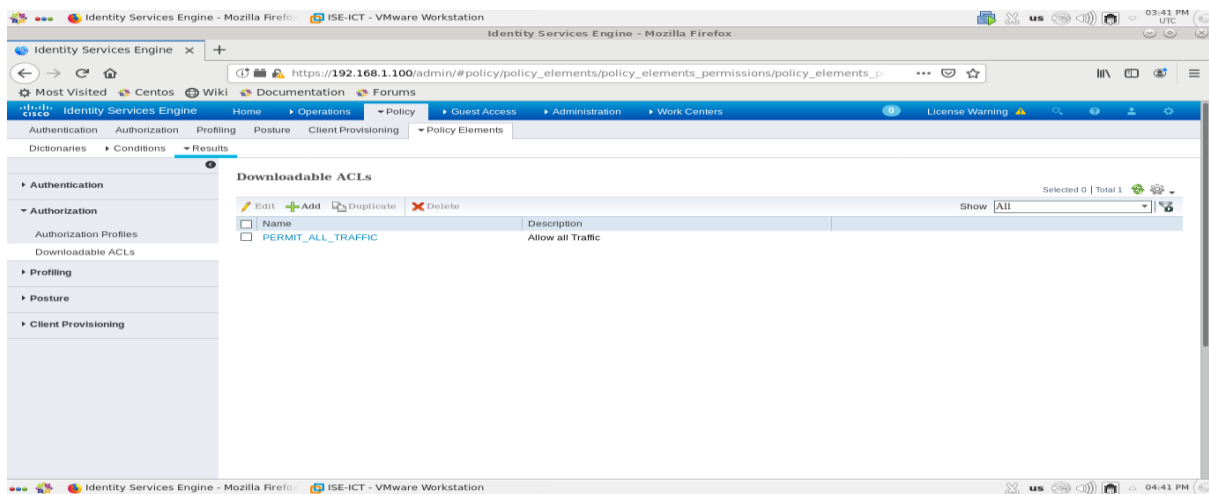 Identity Services Engine - Mozilla Firefo ISE-ICT - VMware Workstation us 03:41 PM UTC
Identity Services Engine - Mozilla Firefox
Identity Services Engine × +
https://192.168.1.100/admin/#policy/policy_elements/policy_elements_permissions/policy_elements_p
Most Visited Centos Wiki Documentation Forums
cisco Identity Services Engine Home Operations Policy Guest Access Administration Work Centers 0 License Warning
Authentication Authorization Profiling Posture Client Provisioning Policy Elements
Dictionaries Conditions Results
Authentication
Authorization
Authorization Profiles
Downloadable ACLs
Profiling
Posture
Client Provisioning
Downloadable ACLs
Selected 0 | Total 1
Edit Add Duplicate Delete Show All
Name Description
PERMIT_ALL_TRAFFIC Allow all Traffic
Identity Services Engine - Mozilla Firefo ISE-ICT - VMware Workstation us 04:41 PM